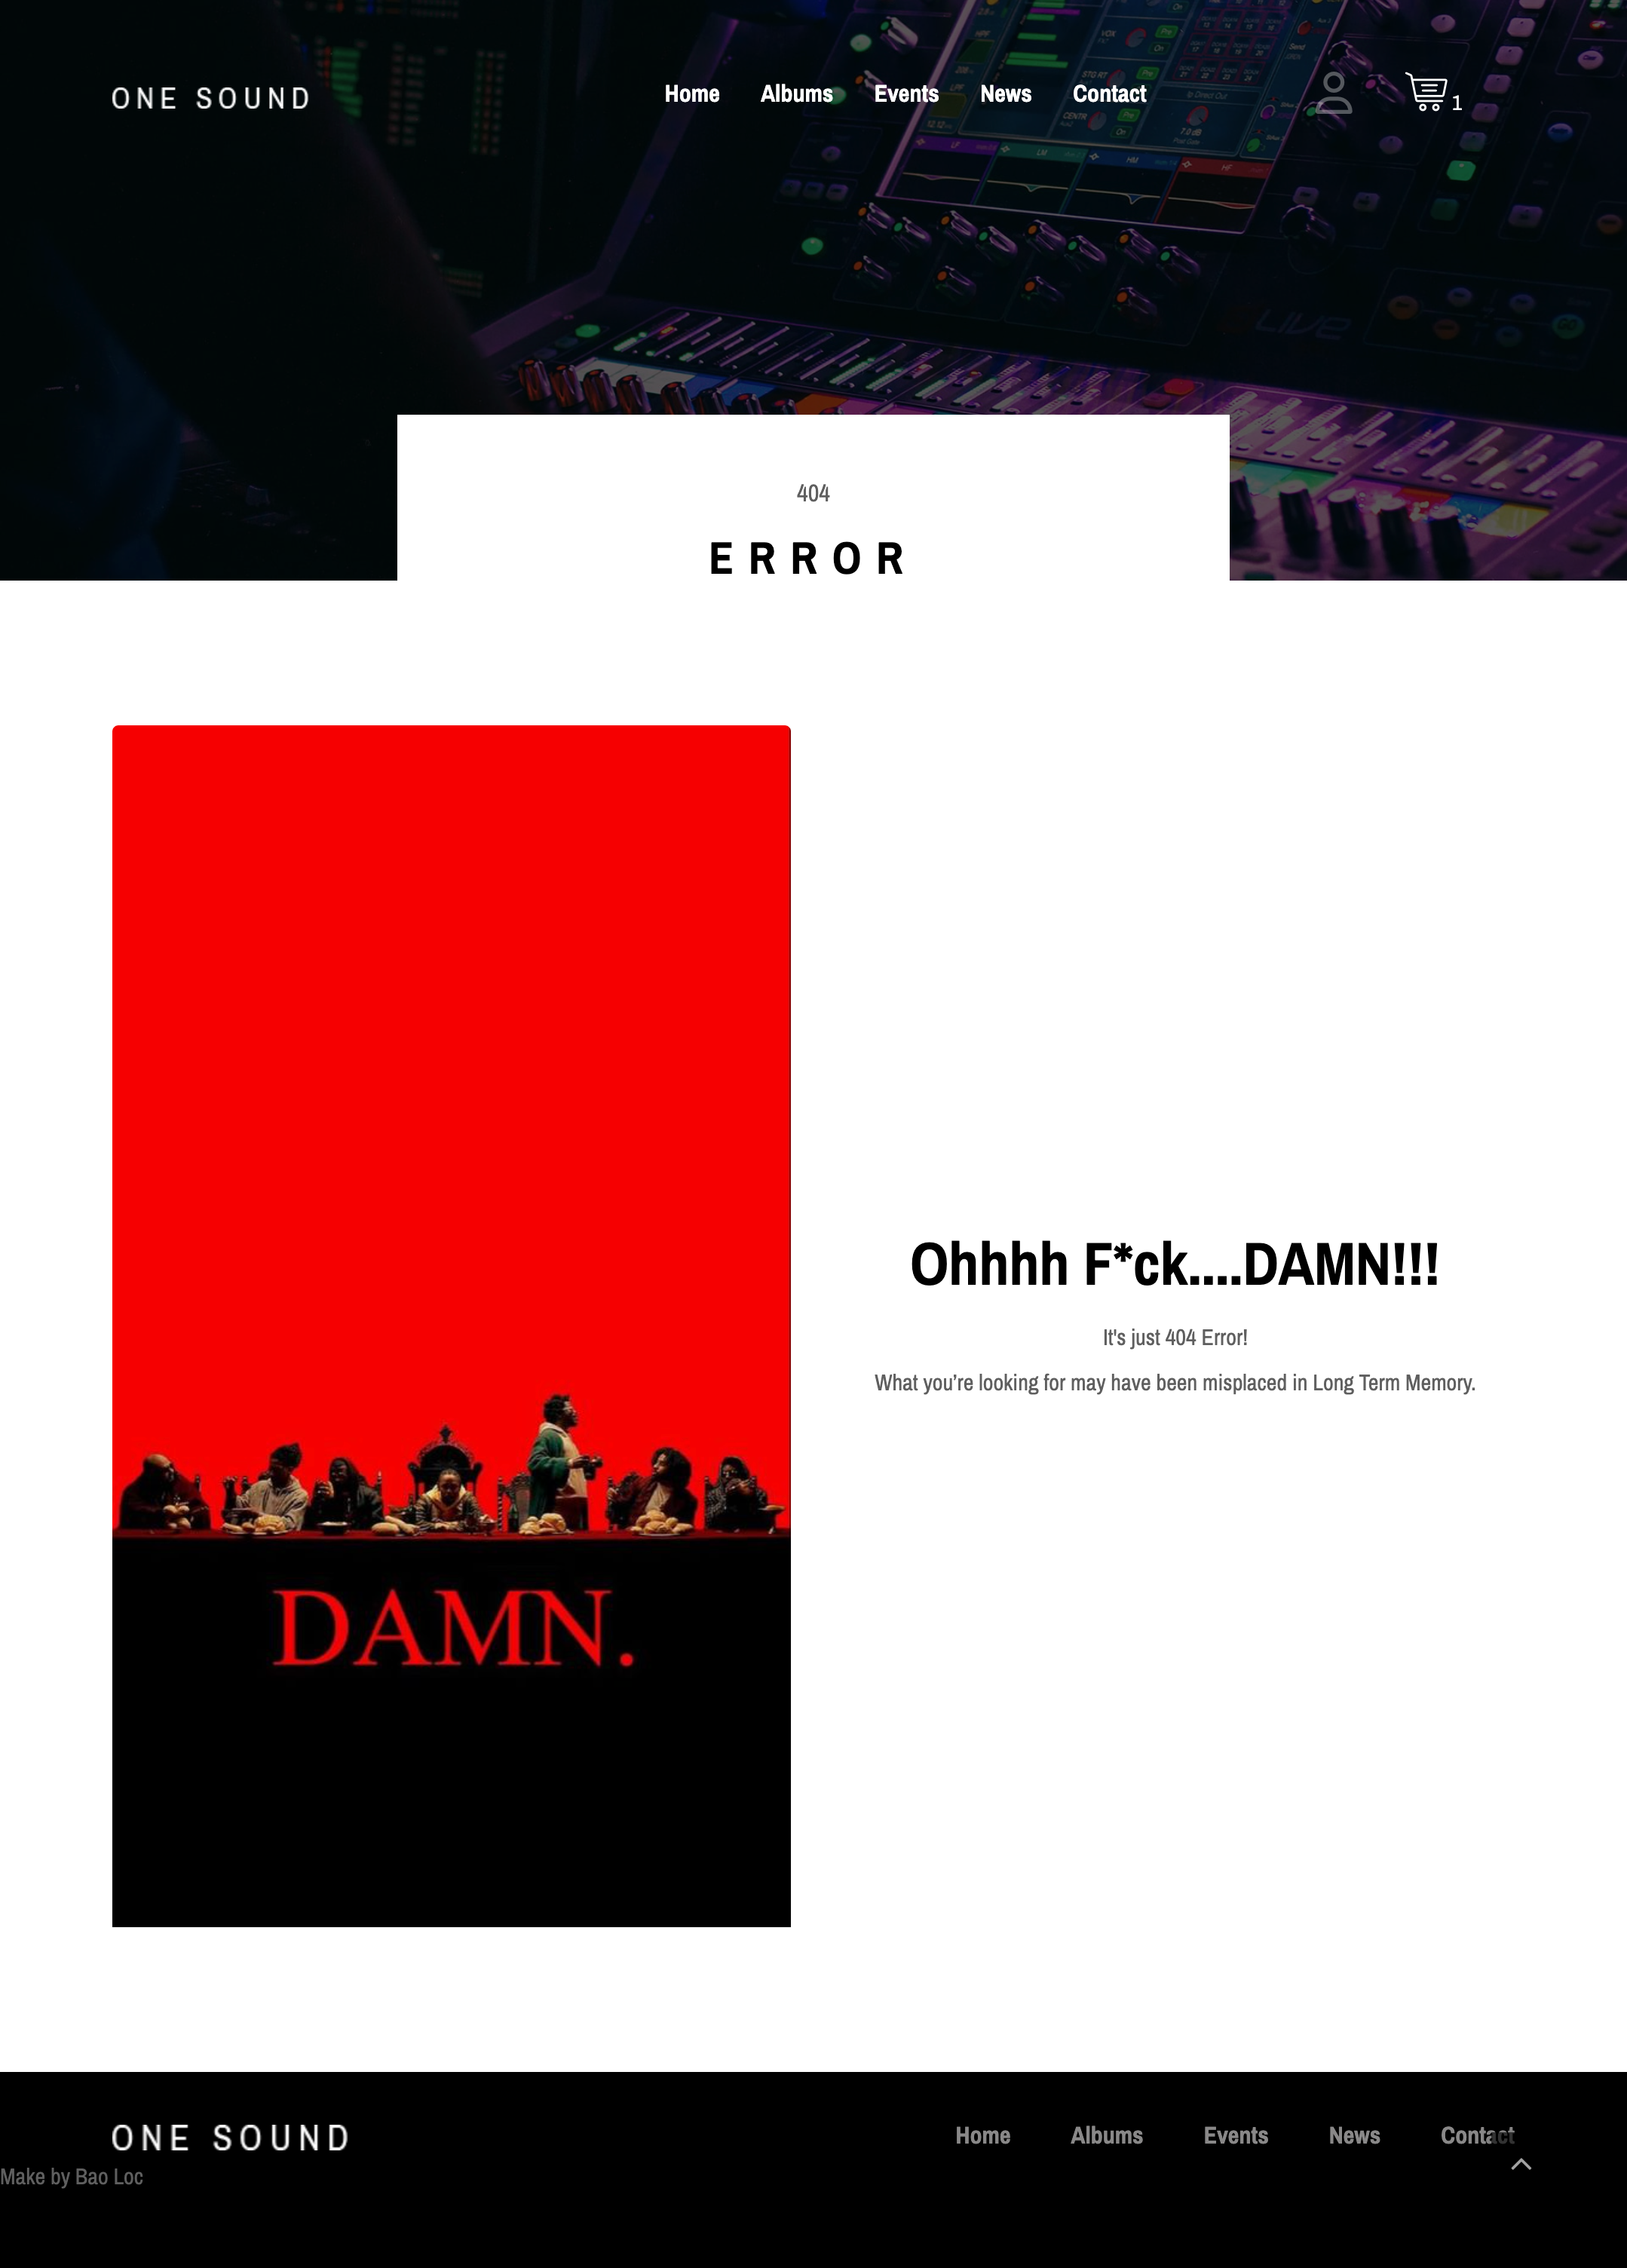 ONE SOUND
Home Albums Events News Contact
1
LIVE
404
ERROR
Ohhhh F*ck....DAMN!!!
It's just 404 Error!
What you’re looking for may have been misplaced in Long Term Memory.
DAMN.
ONE SOUND
Home Albums Events News Contact
Make by Bao Loc